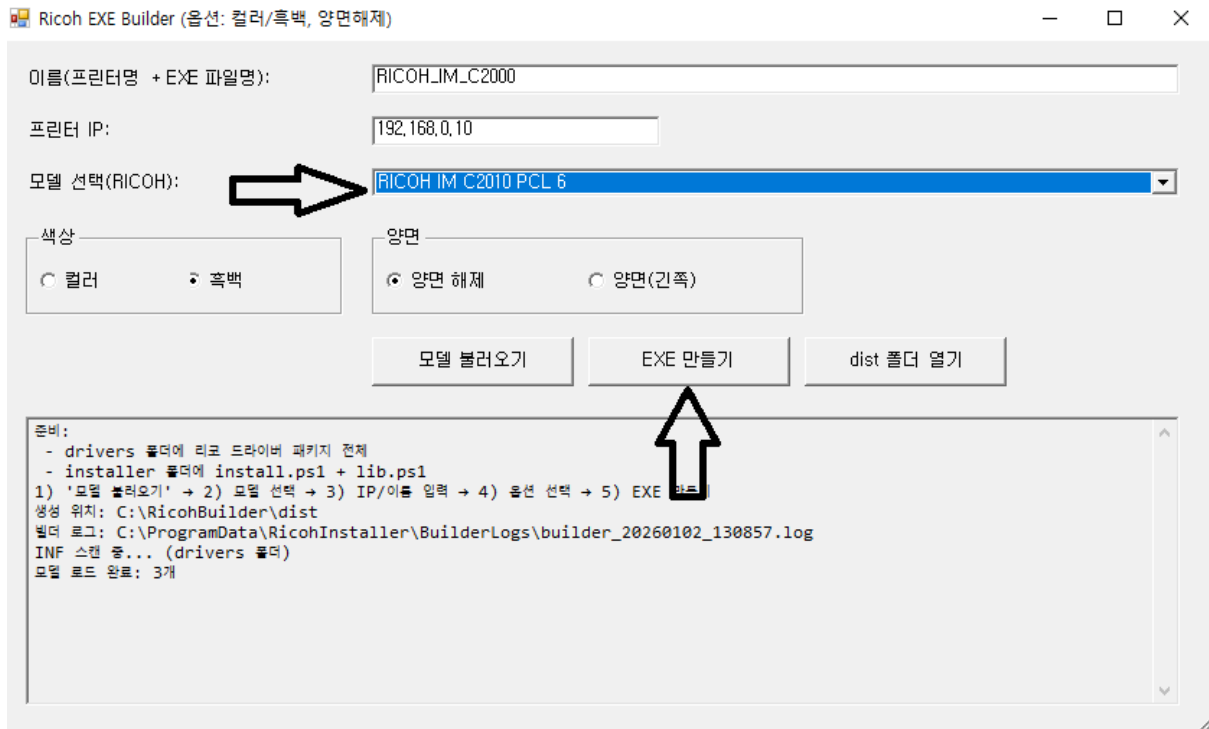 Ricoh EXE Builder (옵션: 컬러/흑백, 양면해제)
이름(프린터명 + EXE 파일명):
RICOH_IM_C2000
프린터 IP:
192,168,0,10
모델 선택(RICOH):
RICOH IM C2010 PCL 6
색상
컬러
흑백
양면
양면 해제
양면(긴쪽)
모델 불러오기
EXE 만들기
dist 폴더 열기
준비:
- drivers 폴더에 리코 드라이버 패키지 전체
- installer 폴더에 install.ps1 + lib.ps1
1) '모델 불러오기' → 2) 모델 선택 → 3) IP/이름 입력 → 4) 옵션 선택 → 5) EXE 만들기
생성 위치: C:\RicohBuilder\dist
빌더 로그: C:\ProgramData\RicohInstaller\BuilderLogs\builder_20260102_130857.log
INF 스캔 중... (drivers 폴더)
모델 로드 완료: 3개